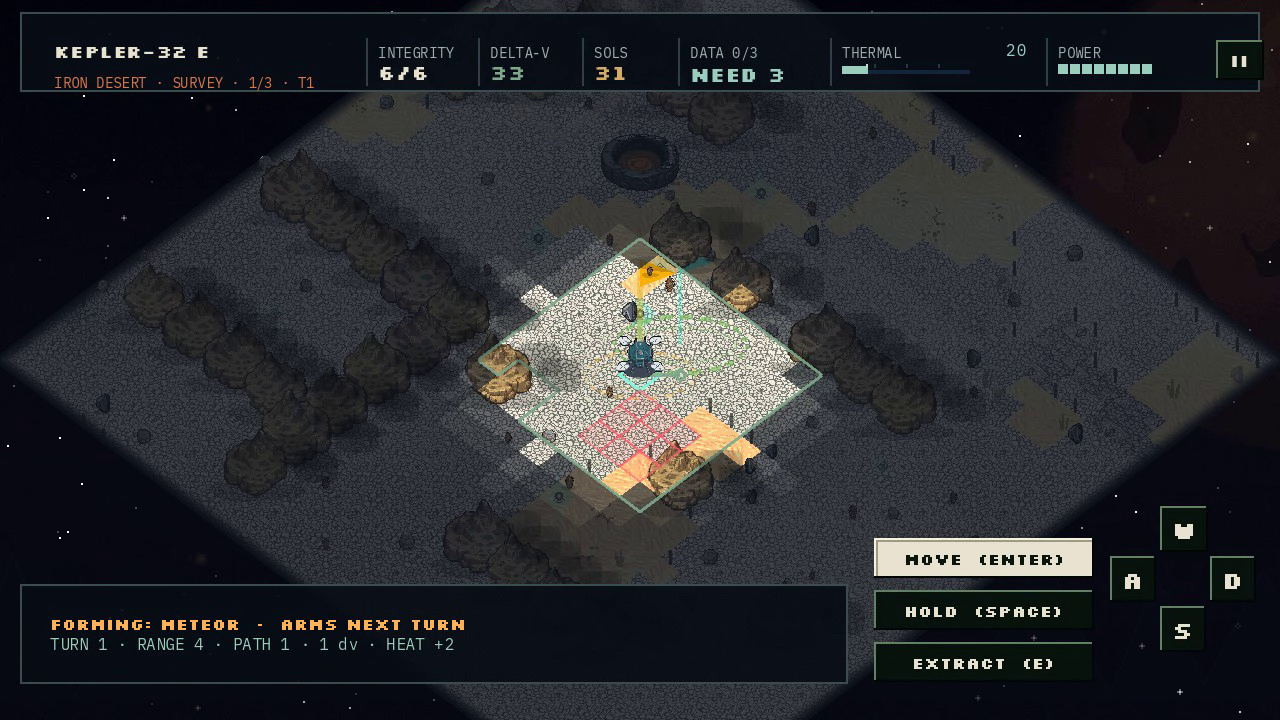 KEPLER-32 E
IRON DESERT · SURVEY · 1/3 · T1
INTEGRITY
6/6
DELTA-V
33
SOLS
31
DATA 0/3
NEED 3
THERMAL
20
POWER
FORMING: METEOR - ARMS NEXT TURN
TURN 1 · RANGE 4 · PATH 1 · 1 dv · HEAT +2
MOVE (ENTER)
HOLD (SPACE)
EXTRACT (E)
W
A
D
S